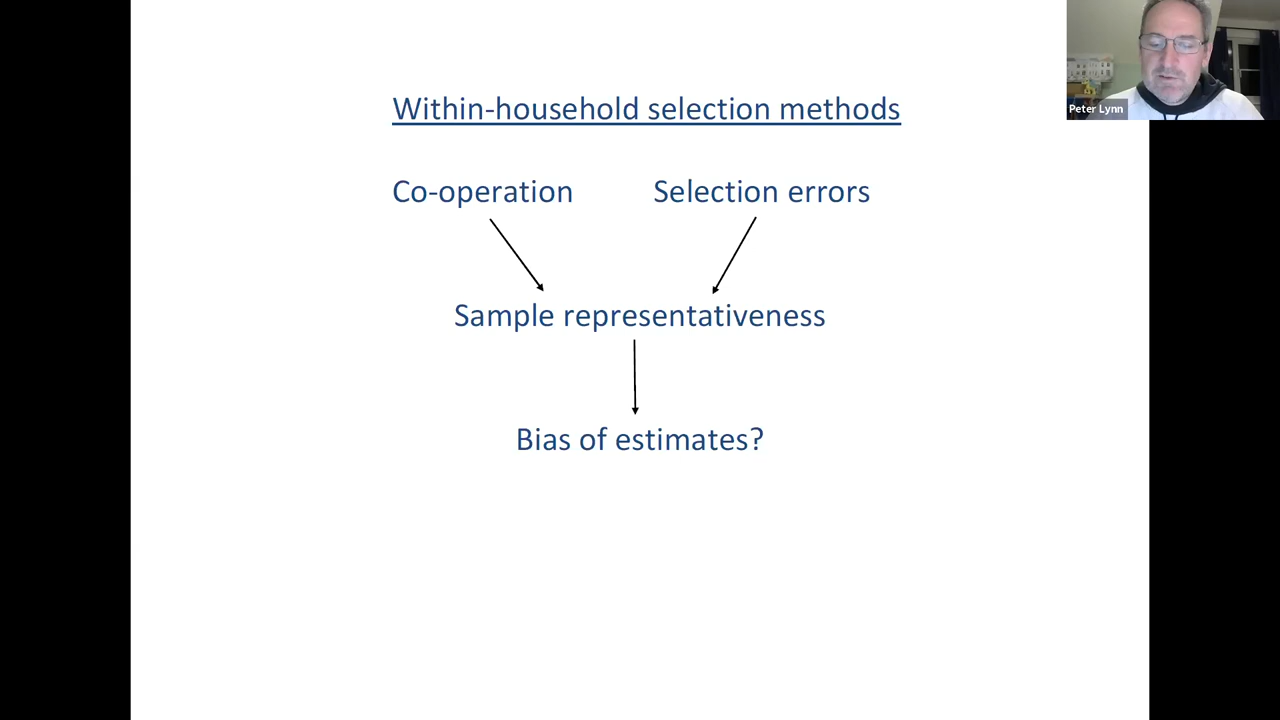 Within-household selection methods
Co-operation
Selection errors
Sample representativeness
Bias of estimates?
Peter Lynn